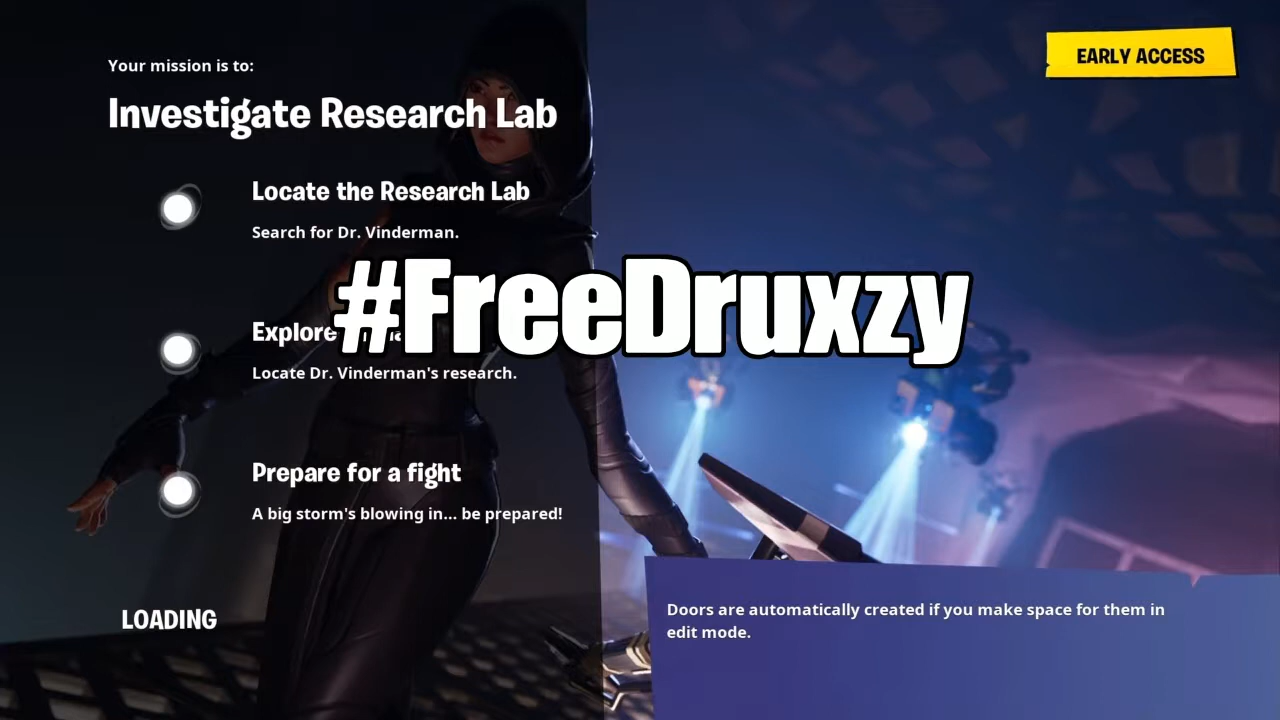 Your mission is to:
EARLY ACCESS
Investigate Research Lab
Locate the Research Lab
Search for Dr. Vinderman.
#FreeDruxzy
Explore
Locate Dr. Vinderman's research.
Prepare for a fight
A big storm's blowing in... be prepared!
LOADING
Doors are automatically created if you make space for them in
edit mode.